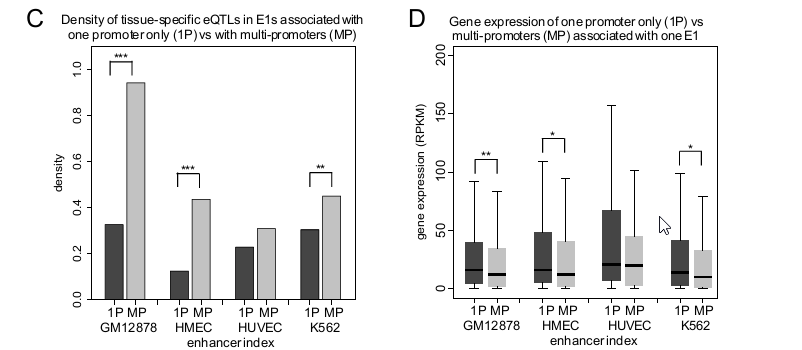 C
Density of tissue-specific eQTLs in E1s associated with
one promoter only (1P) vs with multi-promoters (MP)
density
0.0
0.2
0.4
0.6
0.8
1.0
***
***
**
1P MP 1P MP 1P MP 1P MP
GM12878 HMEC HUVEC K562
enhancer index
D
Gene expression of one promoter only (1P) vs
multi-promoters (MP) associated with one E1
gene expression (RPKM)
0
50
100
150
200
**
*
*
1P MP 1P MP 1P MP 1P MP
GM12878 HMEC HUVEC K562
enhancer index